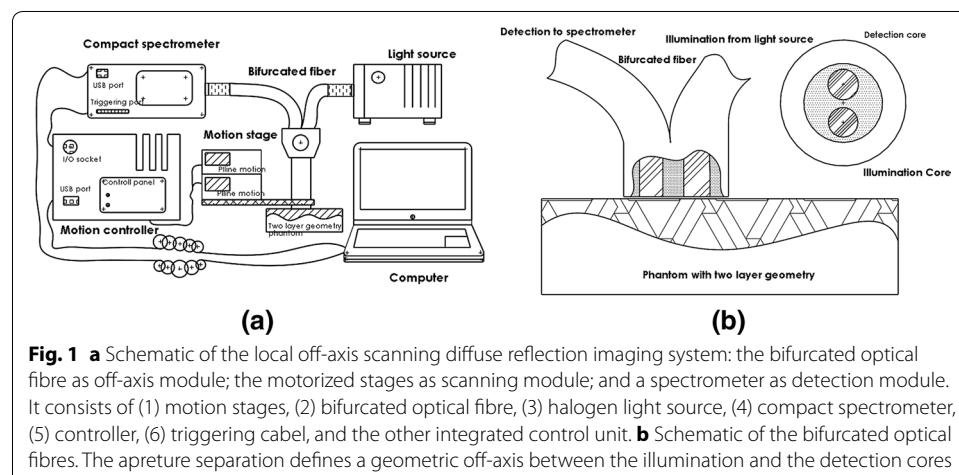 Compact spectrometer
USB port
Triggering port
Bifurcated fiber
Light source
I/O socket
USB port
Controll panel
Motion controller
Motion stage
Piline motion
Piline motion
Two layer geometry
phantom
Computer
(a)
Detection to spectrometer
Illumination from light source
Bifurcated fiber
Detection core
Illumination Core
Phantom with two layer geometry
(b)
Fig. 1 a Schematic of the local off-axis scanning diffuse reflection imaging system: the bifurcated optical
fibre as off-axis module; the motorized stages as scanning module; and a spectrometer as detection module.
It consists of (1) motion stages, (2) bifurcated optical fibre, (3) halogen light source, (4) compact spectrometer,
(5) controller, (6) triggering cabel, and the other integrated control unit. b Schematic of the bifurcated optical
fibres. The apreture separation defines a geometric off-axis between the illumination and the detection cores